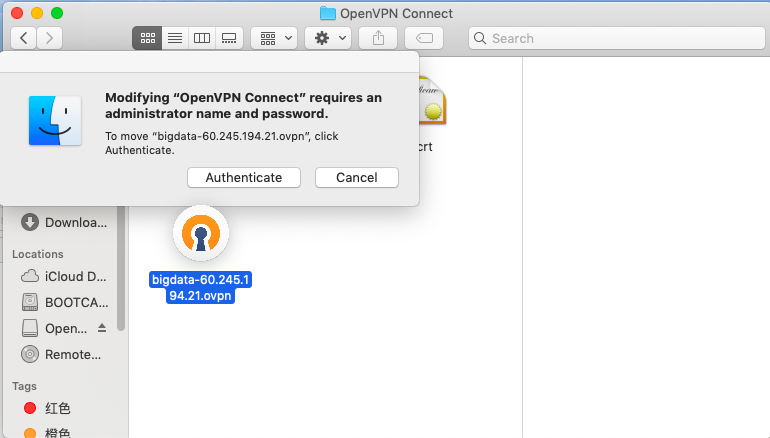 OpenVPN Connect
Search
Modifying “OpenVPN Connect” requires an
administrator name and password.
To move “bigdata-60.245.194.21.ovpn”, click
Authenticate.
Authenticate
Cancel
crt
Downloa...
Locations
iCloud D...
BOOTCA...
Open...
Remote...
Tags
红色
橙色
bigdata-60.245.1
94.21.ovpn